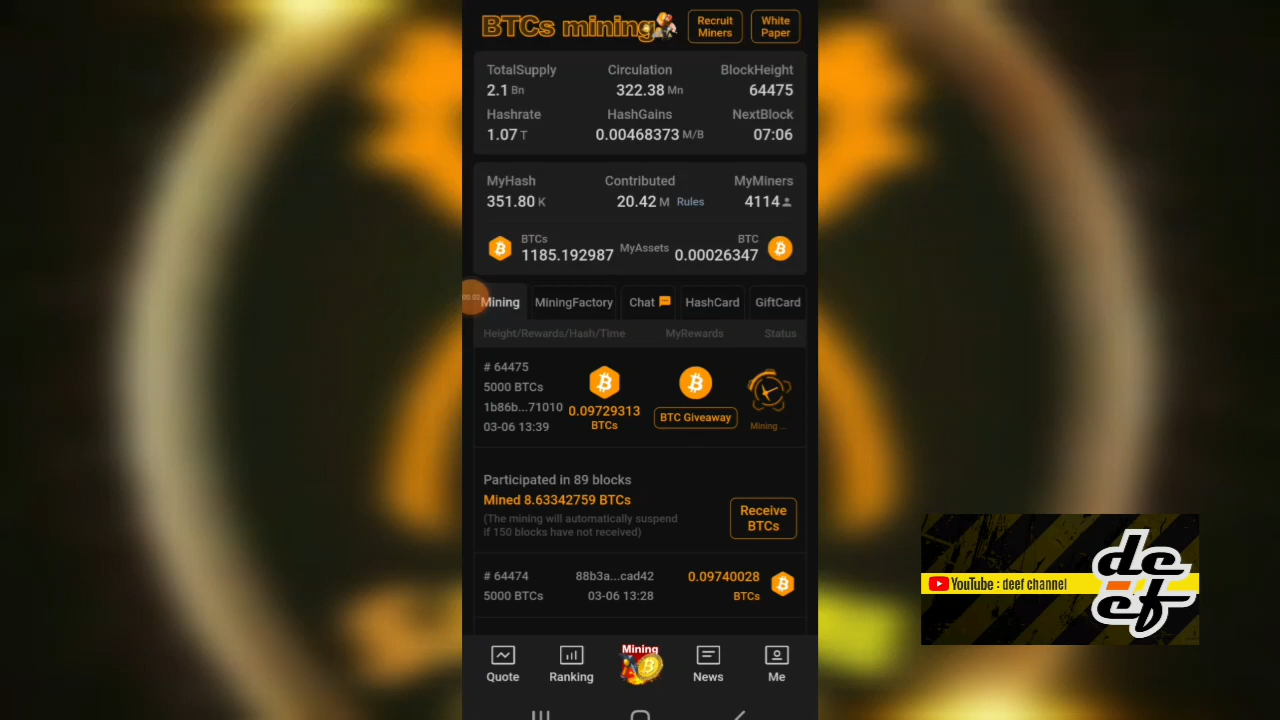 BTCs mining
Recruit Miners
White Paper
TotalSupply Circulation BlockHeight
2.1 Bn 322.38 Mn 64475
Hashrate HashGains NextBlock
1.07 T 0.00468373 M/B 07:06
MyHash Contributed MyMiners
351.80 K 20.42 M Rules 4114
BTCs MyAssets BTC
1185.192987 0.00026347
00:02
Mining MiningFactory Chat HashCard GiftCard
Height/Rewards/Hash/Time MyRewards Status
# 64475
5000 BTCs
1b86b...71010
03-06 13:39
0.09729313
BTCs
BTC Giveaway
Mining ...
Participated in 89 blocks
Mined 8.63342759 BTCs
(The mining will automatically suspend
if 150 blocks have not received)
Receive
BTCs
# 64474 88b3a...cad42 0.09740028
5000 BTCs 03-06 13:28 BTCs
Mining
Quote Ranking News Me
YouTube : deef channel
de
ef